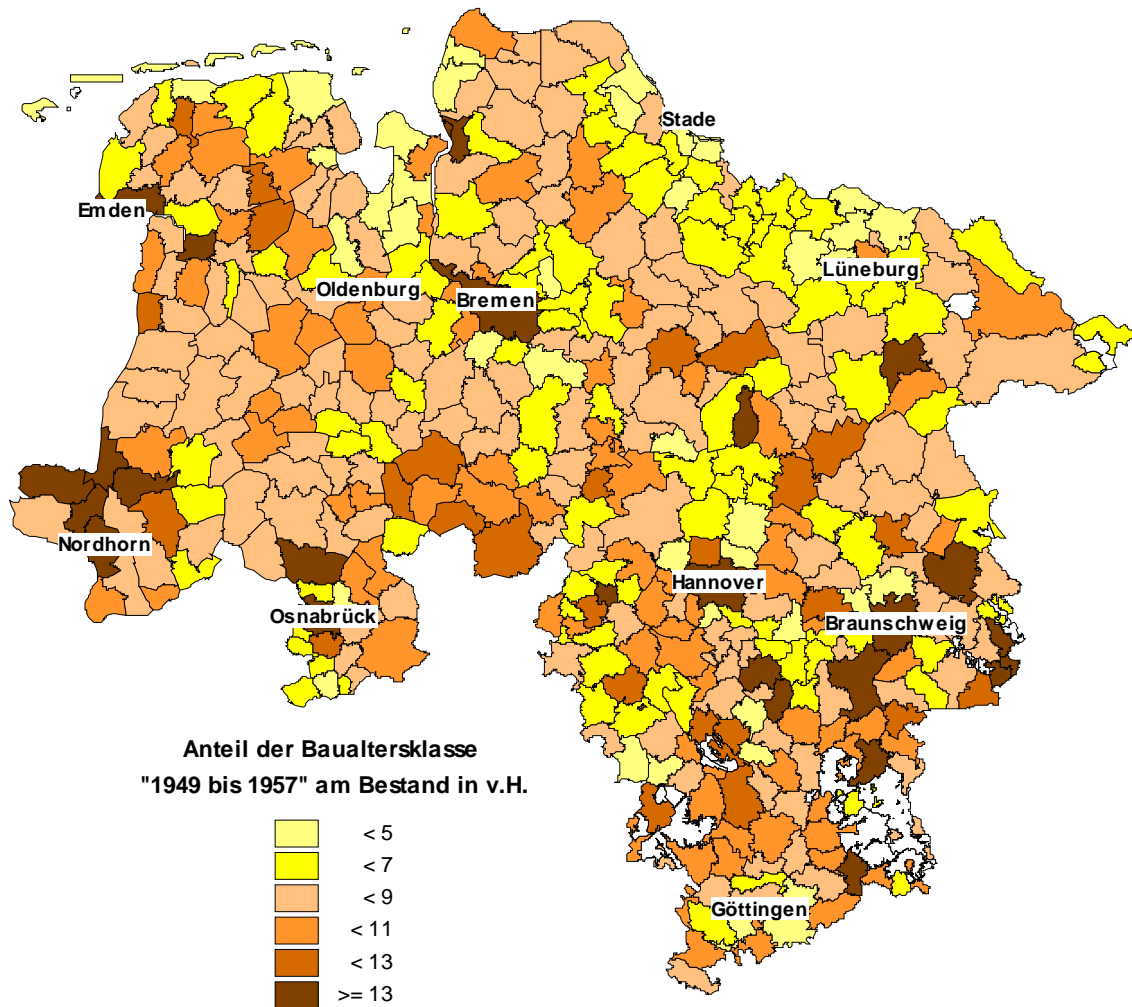 Stade
Emden
Lüneburg
Oldenburg
Bremen
Nordhorn
Hannover
Osnabrück
Braunschweig
Anteil der Baualtersklasse
"1949 bis 1957" am Bestand in v.H.
< 5
< 7
< 9
< 11
< 13
>= 13
Göttingen